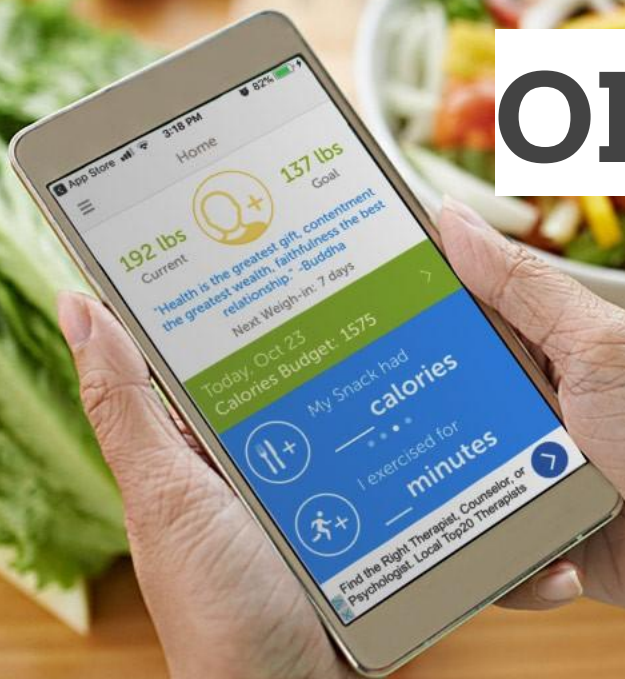 App Store 3:18 PM 82%
Home
192 lbs 137 lbs
Current Goal
"Health is the greatest gift, contentment
the greatest wealth, faithfulness the best
relationship." -Buddha
Next Weigh-in: 7 days
Today, Oct 23
Calories Budget: 1575
My Snack had
___ calories
I exercised for
__ minutes
Find the Right Therapist, Counselor, or
Psychologist. Local Top20 Therapists